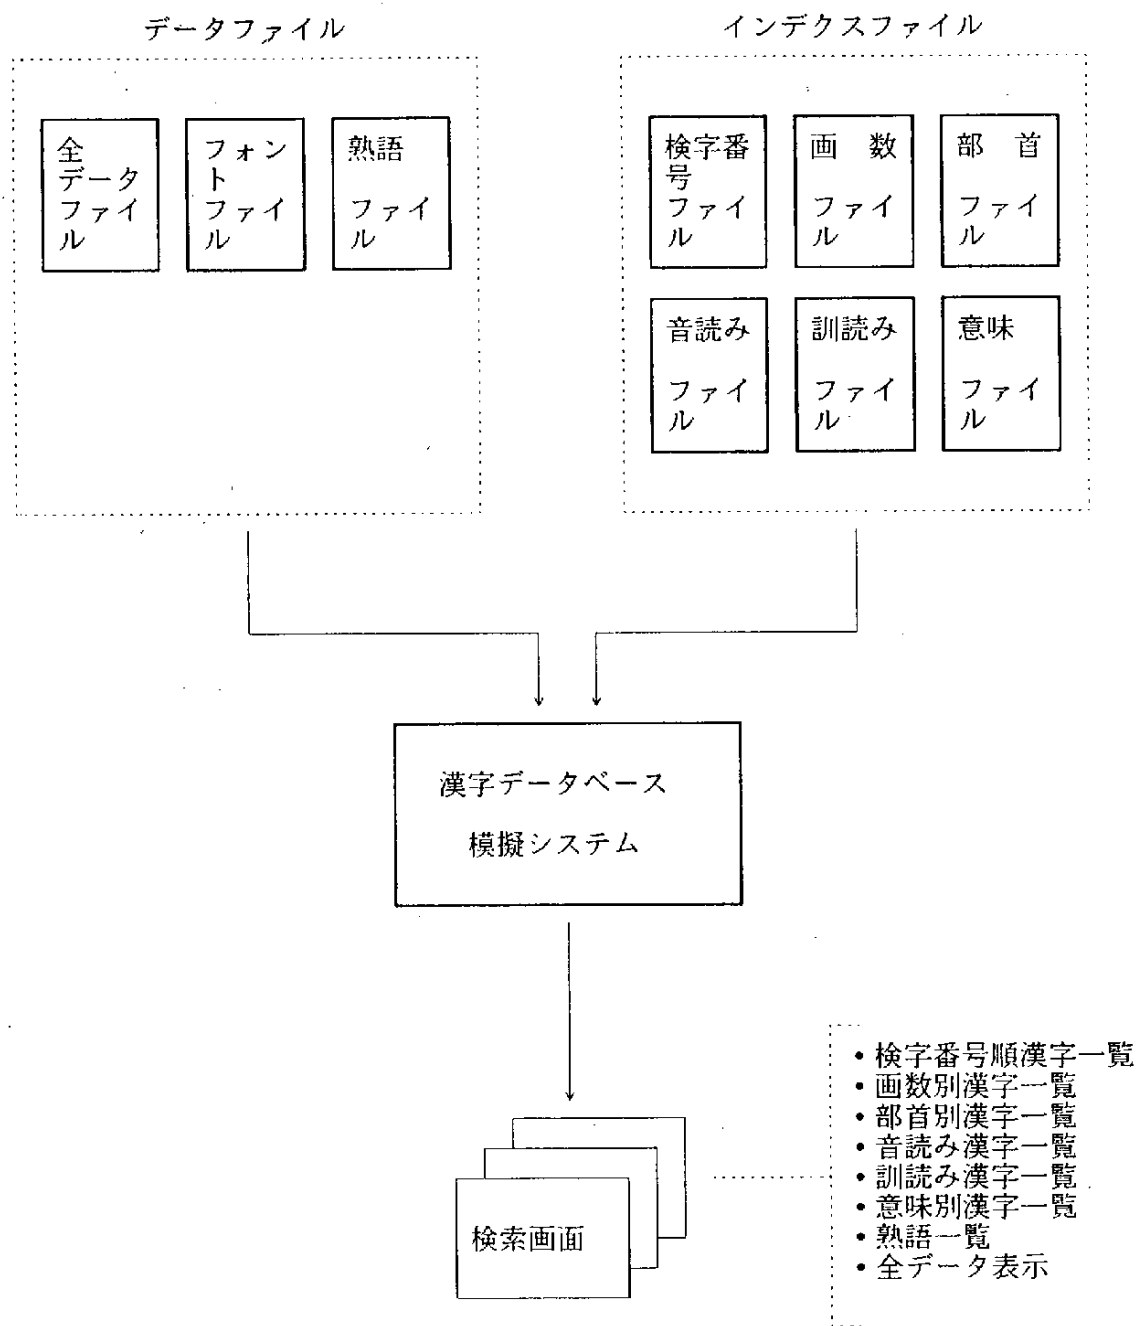 データファイル
インデクスファイル
全
データ
ファイ
ル
フォン
ト
ファイ
ル
熟語
ファイ
ル
検字番
号
ファイ
ル
画 数
ファイ
ル
部 首
ファイ
ル
音読み
ファイ
ル
訓読み
ファイ
ル
意味
ファイ
ル
漢字データベース
模擬システム
検索画面
• 検字番号順漢字一覧
• 画数別漢字一覧
• 部首別漢字一覧
• 音読み漢字一覧
• 訓読み漢字一覧
• 意味別漢字一覧
• 熟語一覧
• 全データ表示